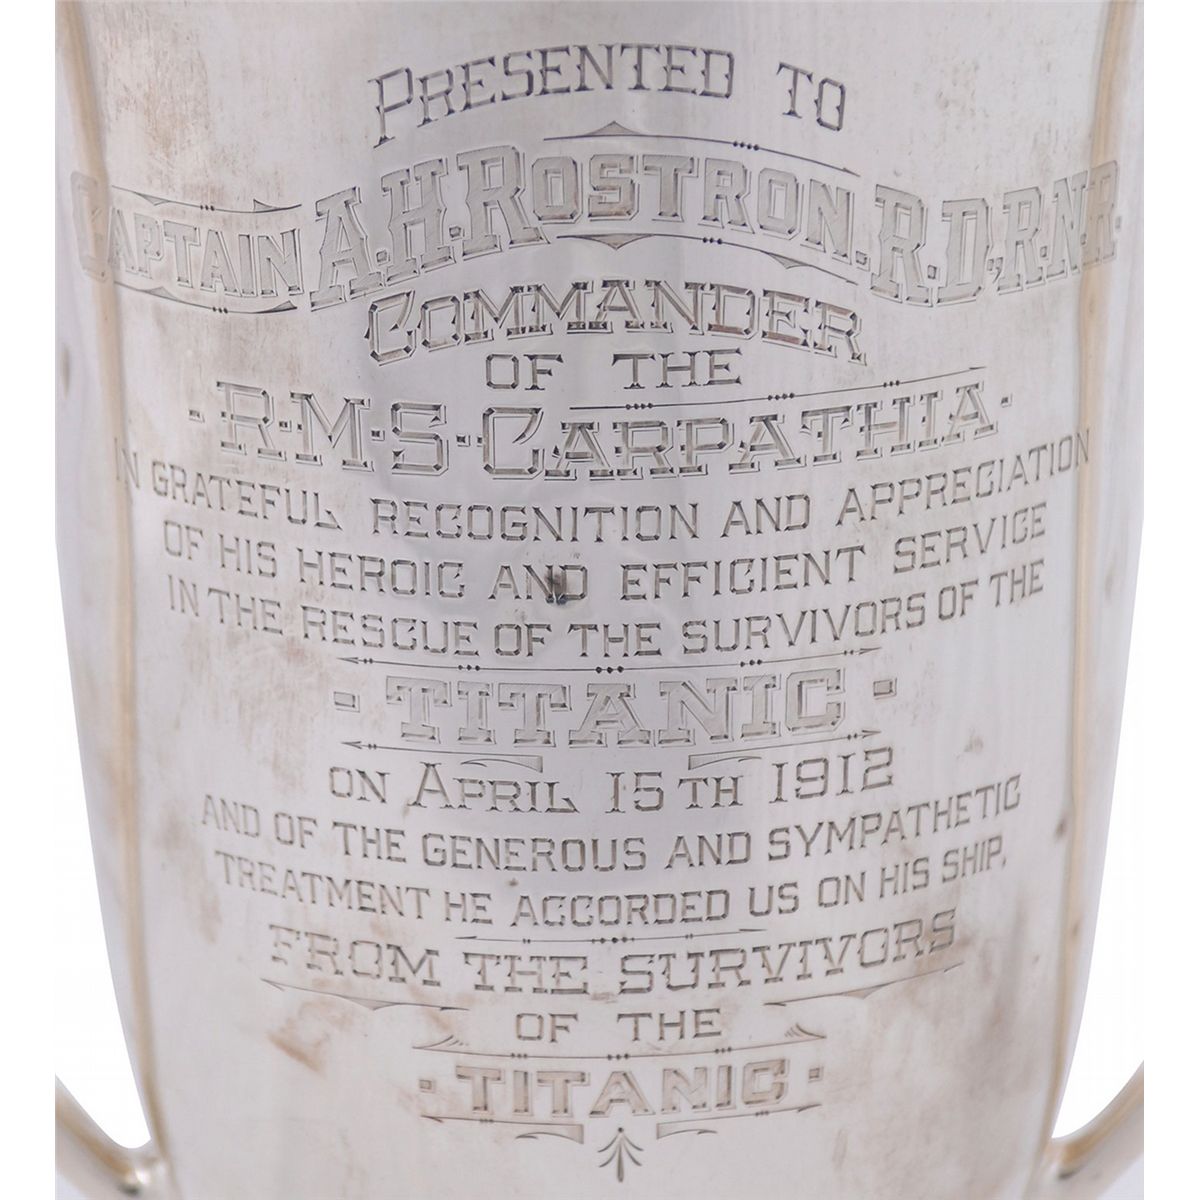 PRESENTED TO
CAPTAIN A.H. ROSTRON. R.D., R.N.R.
COMMANDER
OF THE
·R·M·S·CARPATHIA·
IN GRATEFUL RECOGNITION AND APPRECIATION
OF HIS HEROIC AND EFFICIENT SERVICE
IN THE RESCUE OF THE SURVIVORS OF THE
· TITANIC ·
ON APRIL 15TH 1912
AND OF THE GENEROUS AND SYMPATHETIC
TREATMENT HE ACCORDED US ON HIS SHIP.
FROM THE SURVIVORS
OF THE
· TITANIC ·